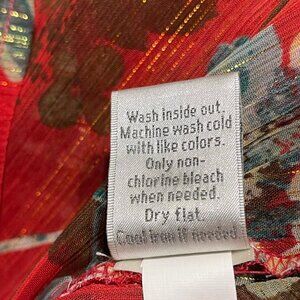 Wash inside out.
Machine wash cold
with like colors.
Only non-
chlorine bleach
when needed.
Dry flat
Cool iron if needed